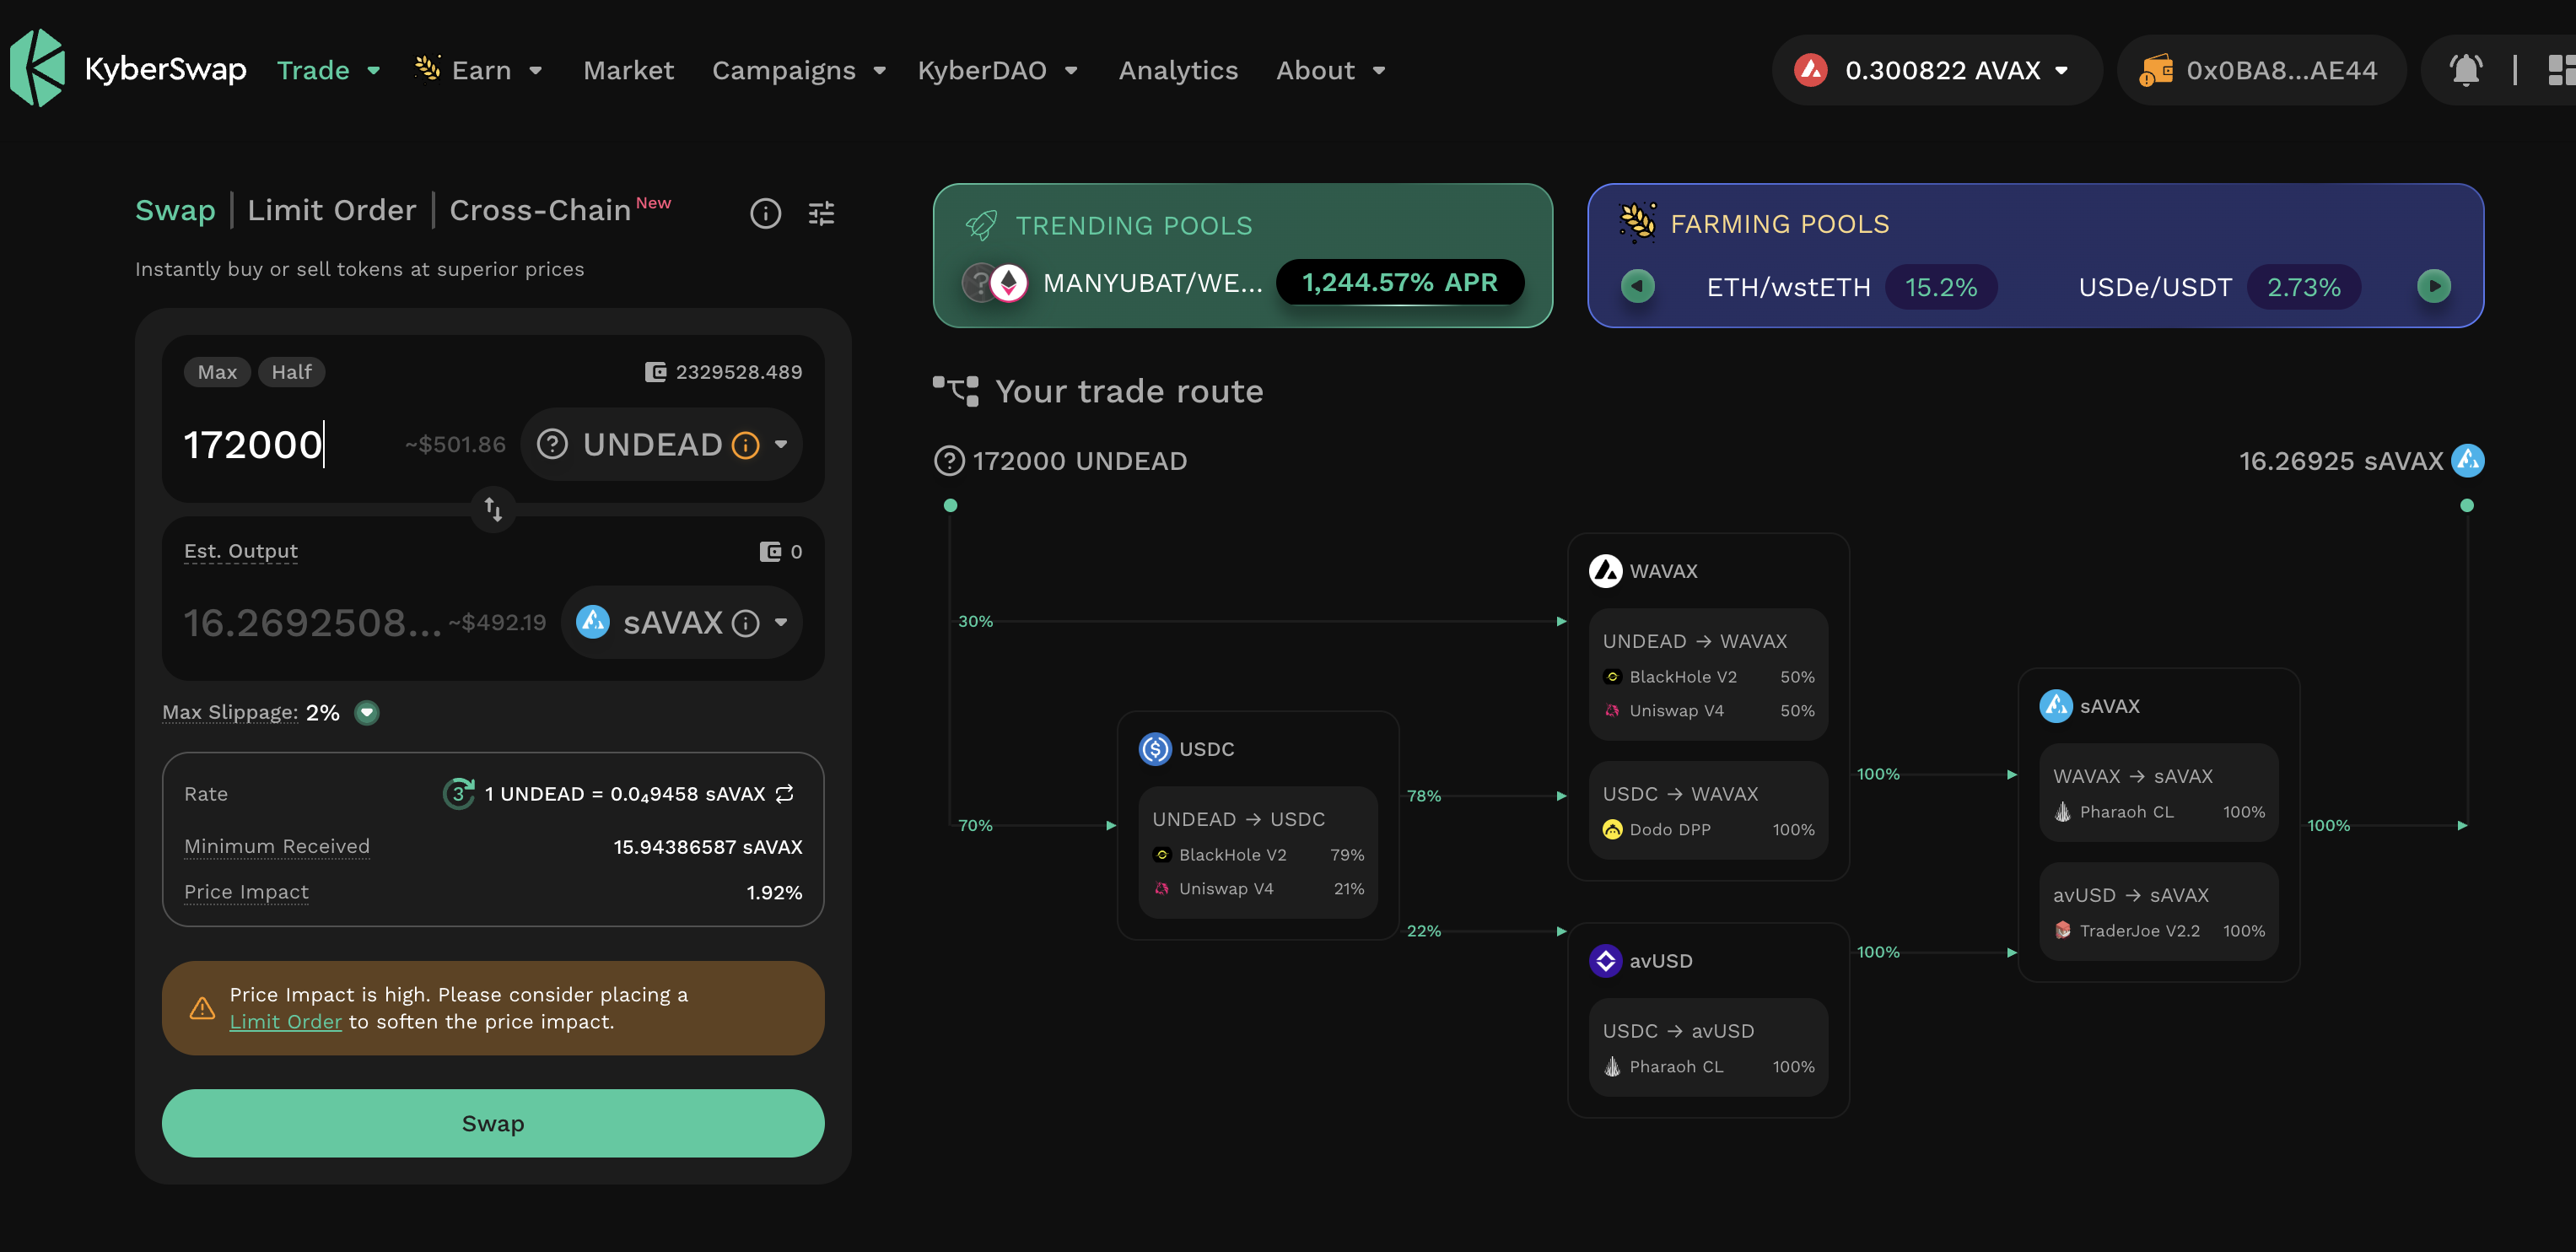 KyberSwap Trade Earn Market Campaigns KyberDAO Analytics About 0.300822 AVAX 0x0BA8...AE44
Swap | Limit Order | Cross-Chain New
Instantly buy or sell tokens at superior prices
Max Half 2329528.489
172000 ~$501.86 UNDEAD
Est. Output 0
16.2692508... ~$492.19 sAVAX
Max Slippage: 2%
Rate 3 1 UNDEAD = 0.0₄9458 sAVAX
Minimum Received 15.94386587 sAVAX
Price Impact 1.92%
Price Impact is high. Please consider placing a
Limit Order to soften the price impact.
Swap
TRENDING POOLS
MANYUBAT/WE... 1,244.57% APR
FARMING POOLS
ETH/wstETH 15.2% USDe/USDT 2.73%
Your trade route
172000 UNDEAD 16.26925 sAVAX
30%
70%
USDC
UNDEAD → USDC
BlackHole V2 79%
Uniswap V4 21%
78%
22%
WAVAX
UNDEAD → WAVAX
BlackHole V2 50%
Uniswap V4 50%
USDC → WAVAX
Dodo DPP 100%
avUSD
USDC → avUSD
Pharaoh CL 100%
100%
100%
sAVAX
WAVAX → sAVAX
Pharaoh CL 100%
avUSD → sAVAX
TraderJoe V2.2 100%
100%